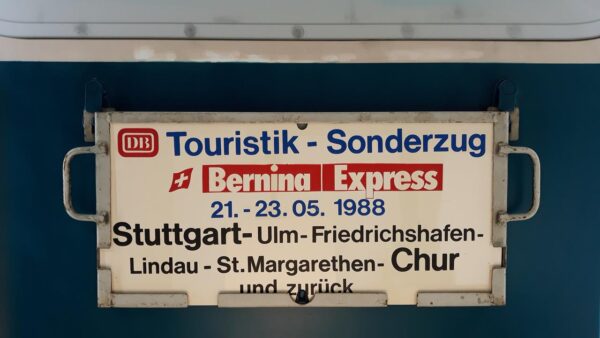 DB Touristik - Sonderzug
Bernina Express
21. - 23. 05. 1988
Stuttgart- Ulm - Friedrichshafen-
Lindau - St. Margarethen- Chur
und zurück